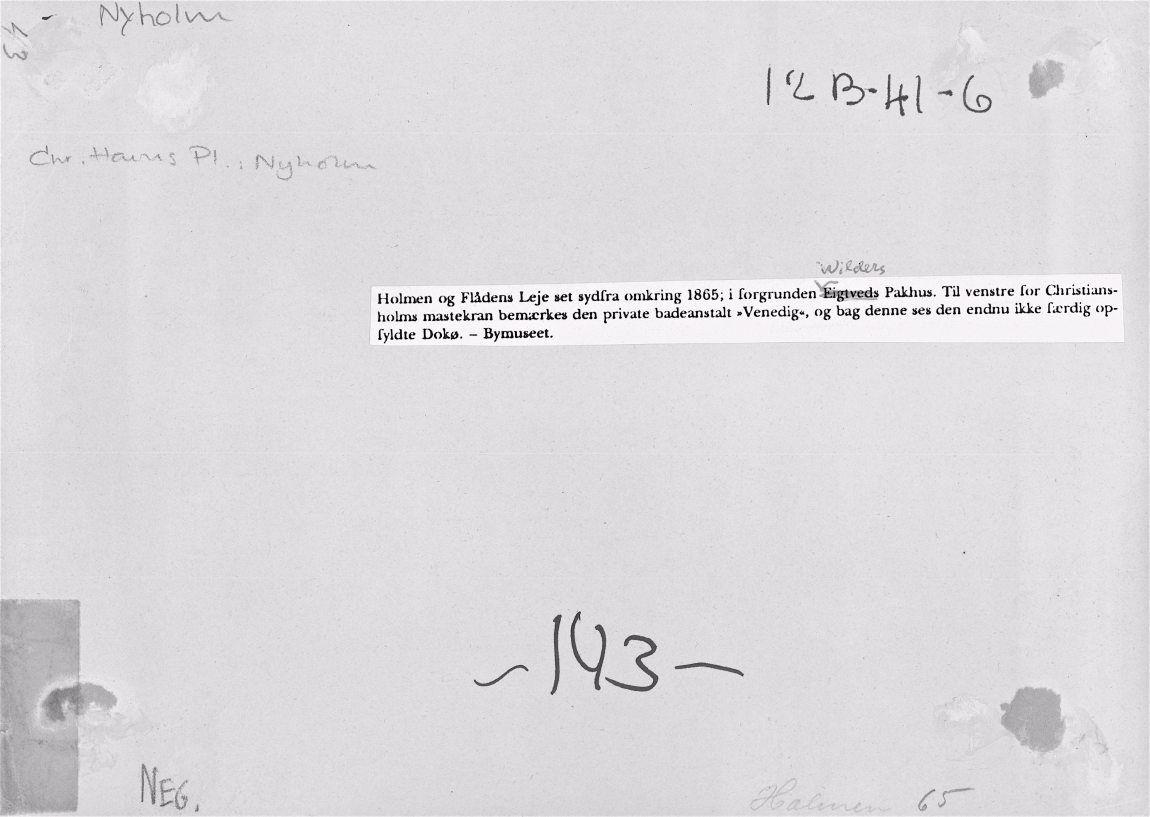 Nyholm
12 B-41-6
Chr. Havns Pl.: Nyholm
Wilders
Holmen og Flådens Leje set sydfra omkring 1865; i forgrunden Eigtveds Pakhus. Til venstre for Christians-
holms mastekran bemærkes den private badeanstalt »Venedig«, og bag denne ses den endnu ikke færdig op-
fyldte Dokø. – Bymuseet.
~143—
NEG.
Holmen 65